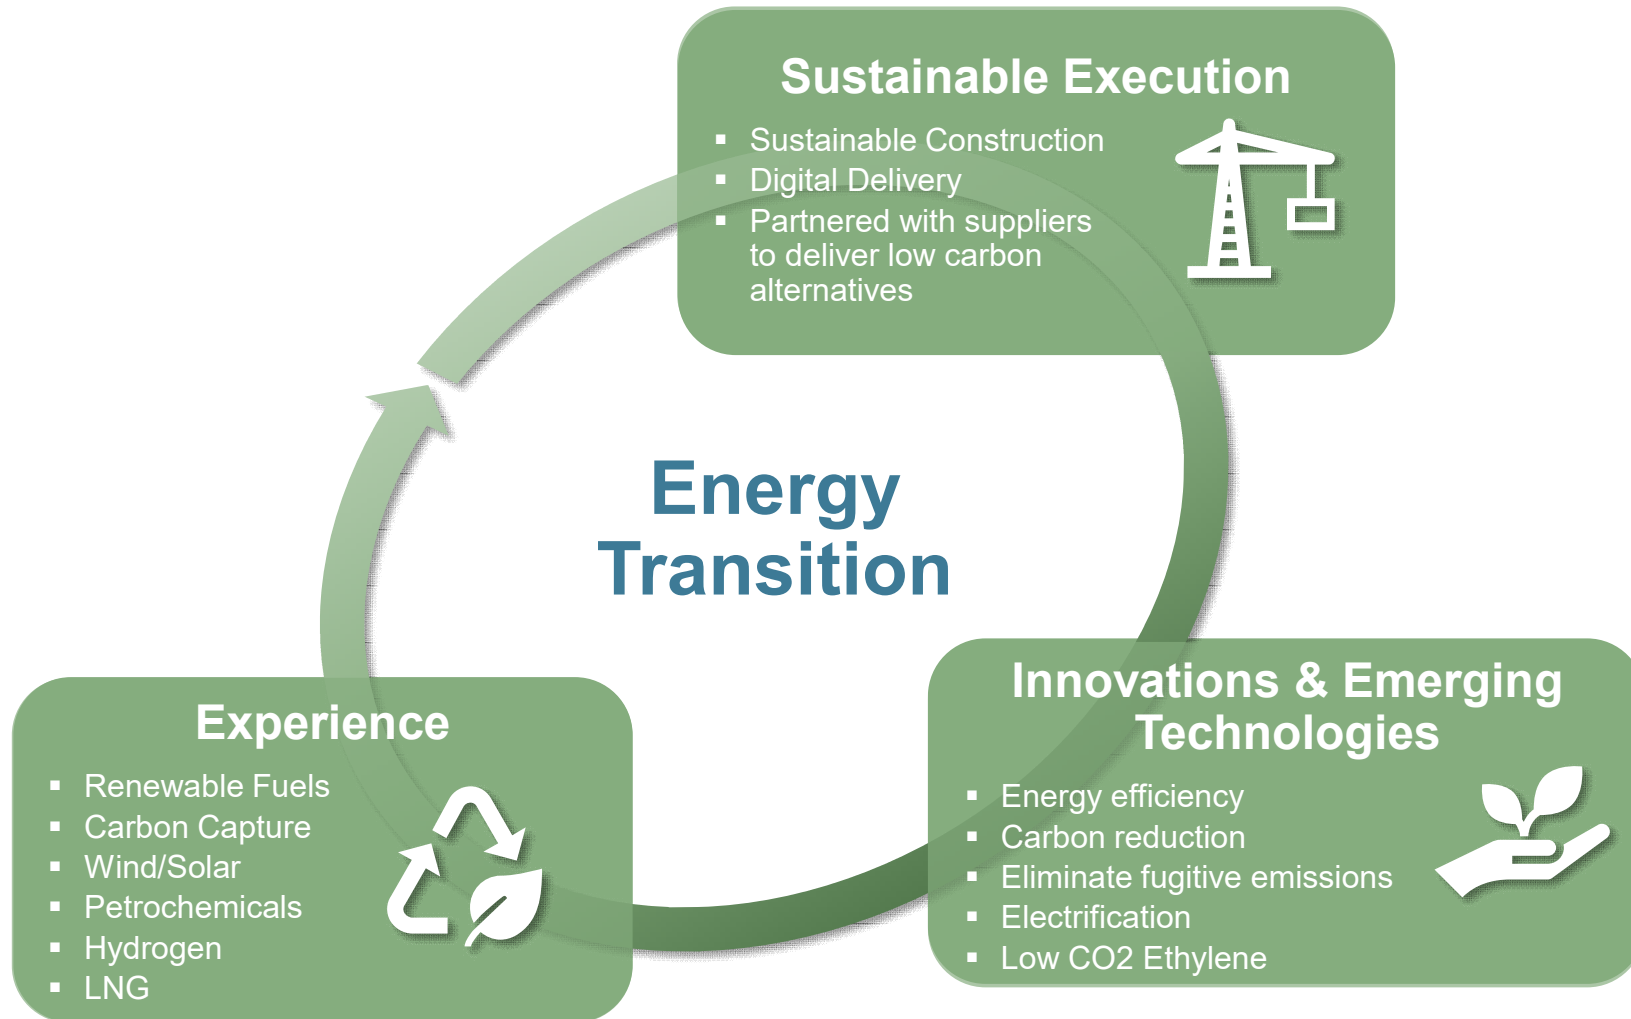 Sustainable Execution
▪ Sustainable Construction
▪ Digital Delivery
▪ Partnered with suppliers
to deliver low carbon
alternatives
Energy
Transition
Experience
▪ Renewable Fuels
▪ Carbon Capture
▪ Wind/Solar
▪ Petrochemicals
▪ Hydrogen
▪ LNG
Innovations & Emerging
Technologies
▪ Energy efficiency
▪ Carbon reduction
▪ Eliminate fugitive emissions
▪ Electrification
▪ Low CO2 Ethylene